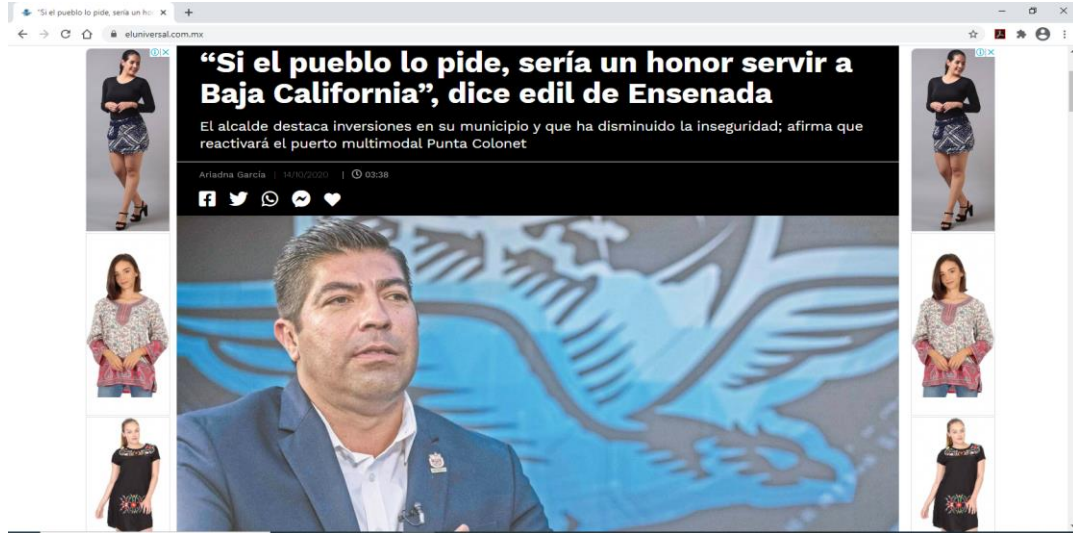 "Si el pueblo lo pide, sería un hon
eluniversal.com.mx
“Si el pueblo lo pide, sería un honor servir a
Baja California”, dice edil de Ensenada
El alcalde destaca inversiones en su municipio y que ha disminuido la inseguridad; afirma que
reactivará el puerto multimodal Punta Colonet
Ariadna García | 14/10/2020 | 03:38